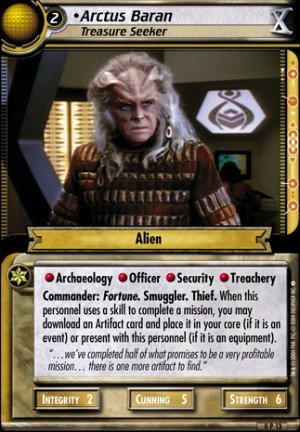 2 •Arctus Baran
Treasure Seeker
Alien
Archaeology Officer Security Treachery
Commander: Fortune. Smuggler. Thief. When this
personnel uses a skill to complete a mission, you may
download an Artifact card and place it in your core (if it is an
event) or present with this personnel (if it is an equipment).
"...we've completed half of what promises to be a very profitable
mission... there is one more artifact to find."
INTEGRITY 2 CUNNING 5 STRENGTH 6